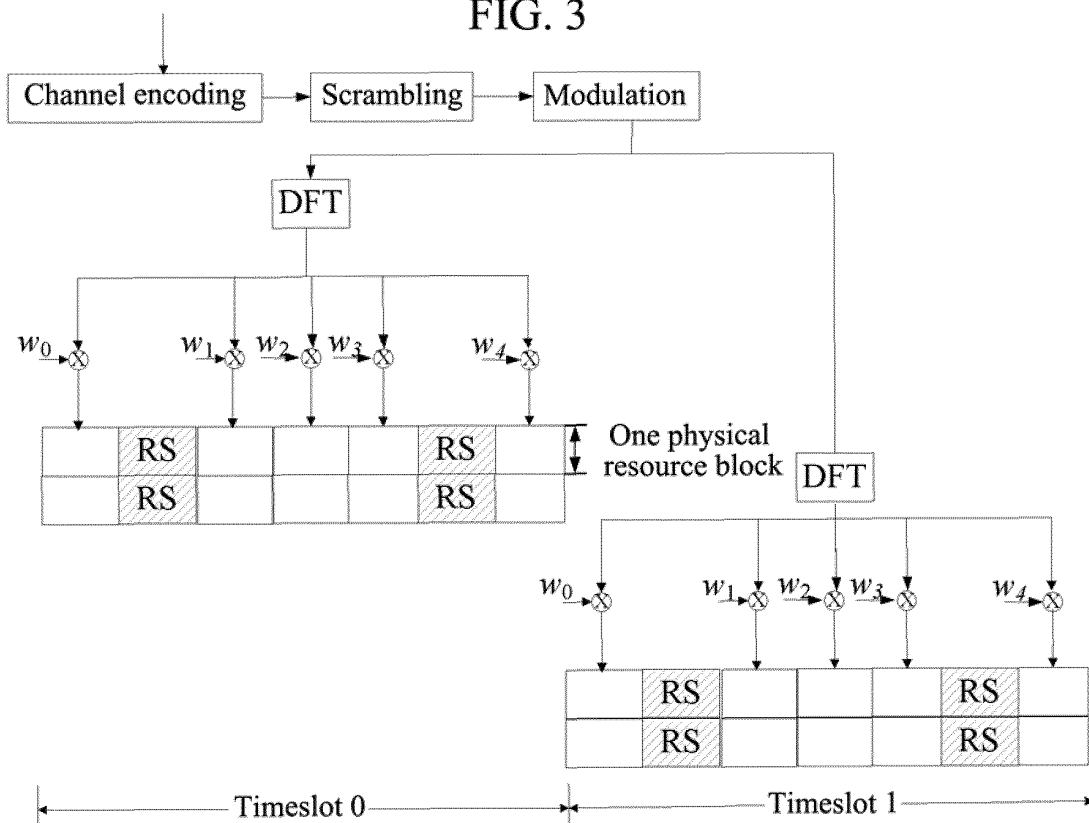 FIG. 3
Channel encoding
Scrambling
Modulation
DFT
w0
w1
w2
w3
w4
RS
RS
One physical
resource block
RS
RS
DFT
w0
w1
w2
w3
w4
RS
RS
RS
RS
Timeslot 0
Timeslot 1